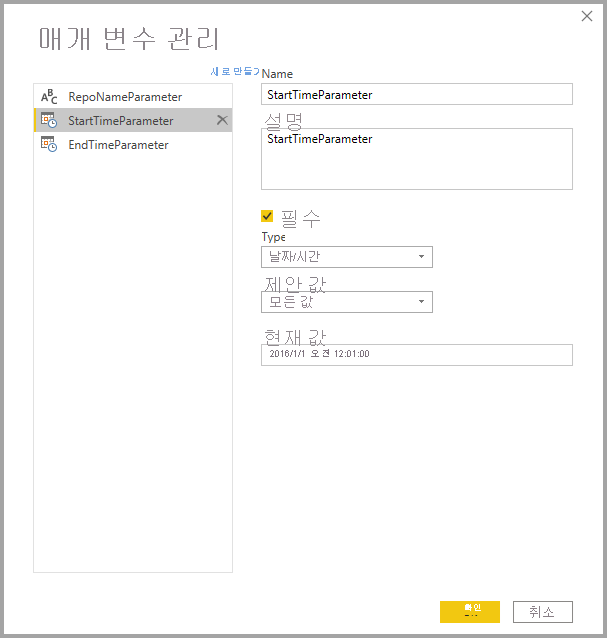 매개 변수 관리
새로 만들기
ABC RepoNameParameter
StartTimeParameter
EndTimeParameter
Name
StartTimeParameter
설명
StartTimeParameter
필수
Type
날짜/시간
제안 값
모든 값
현재 값
2016/1/1 오전 12:01:00
확인
취소